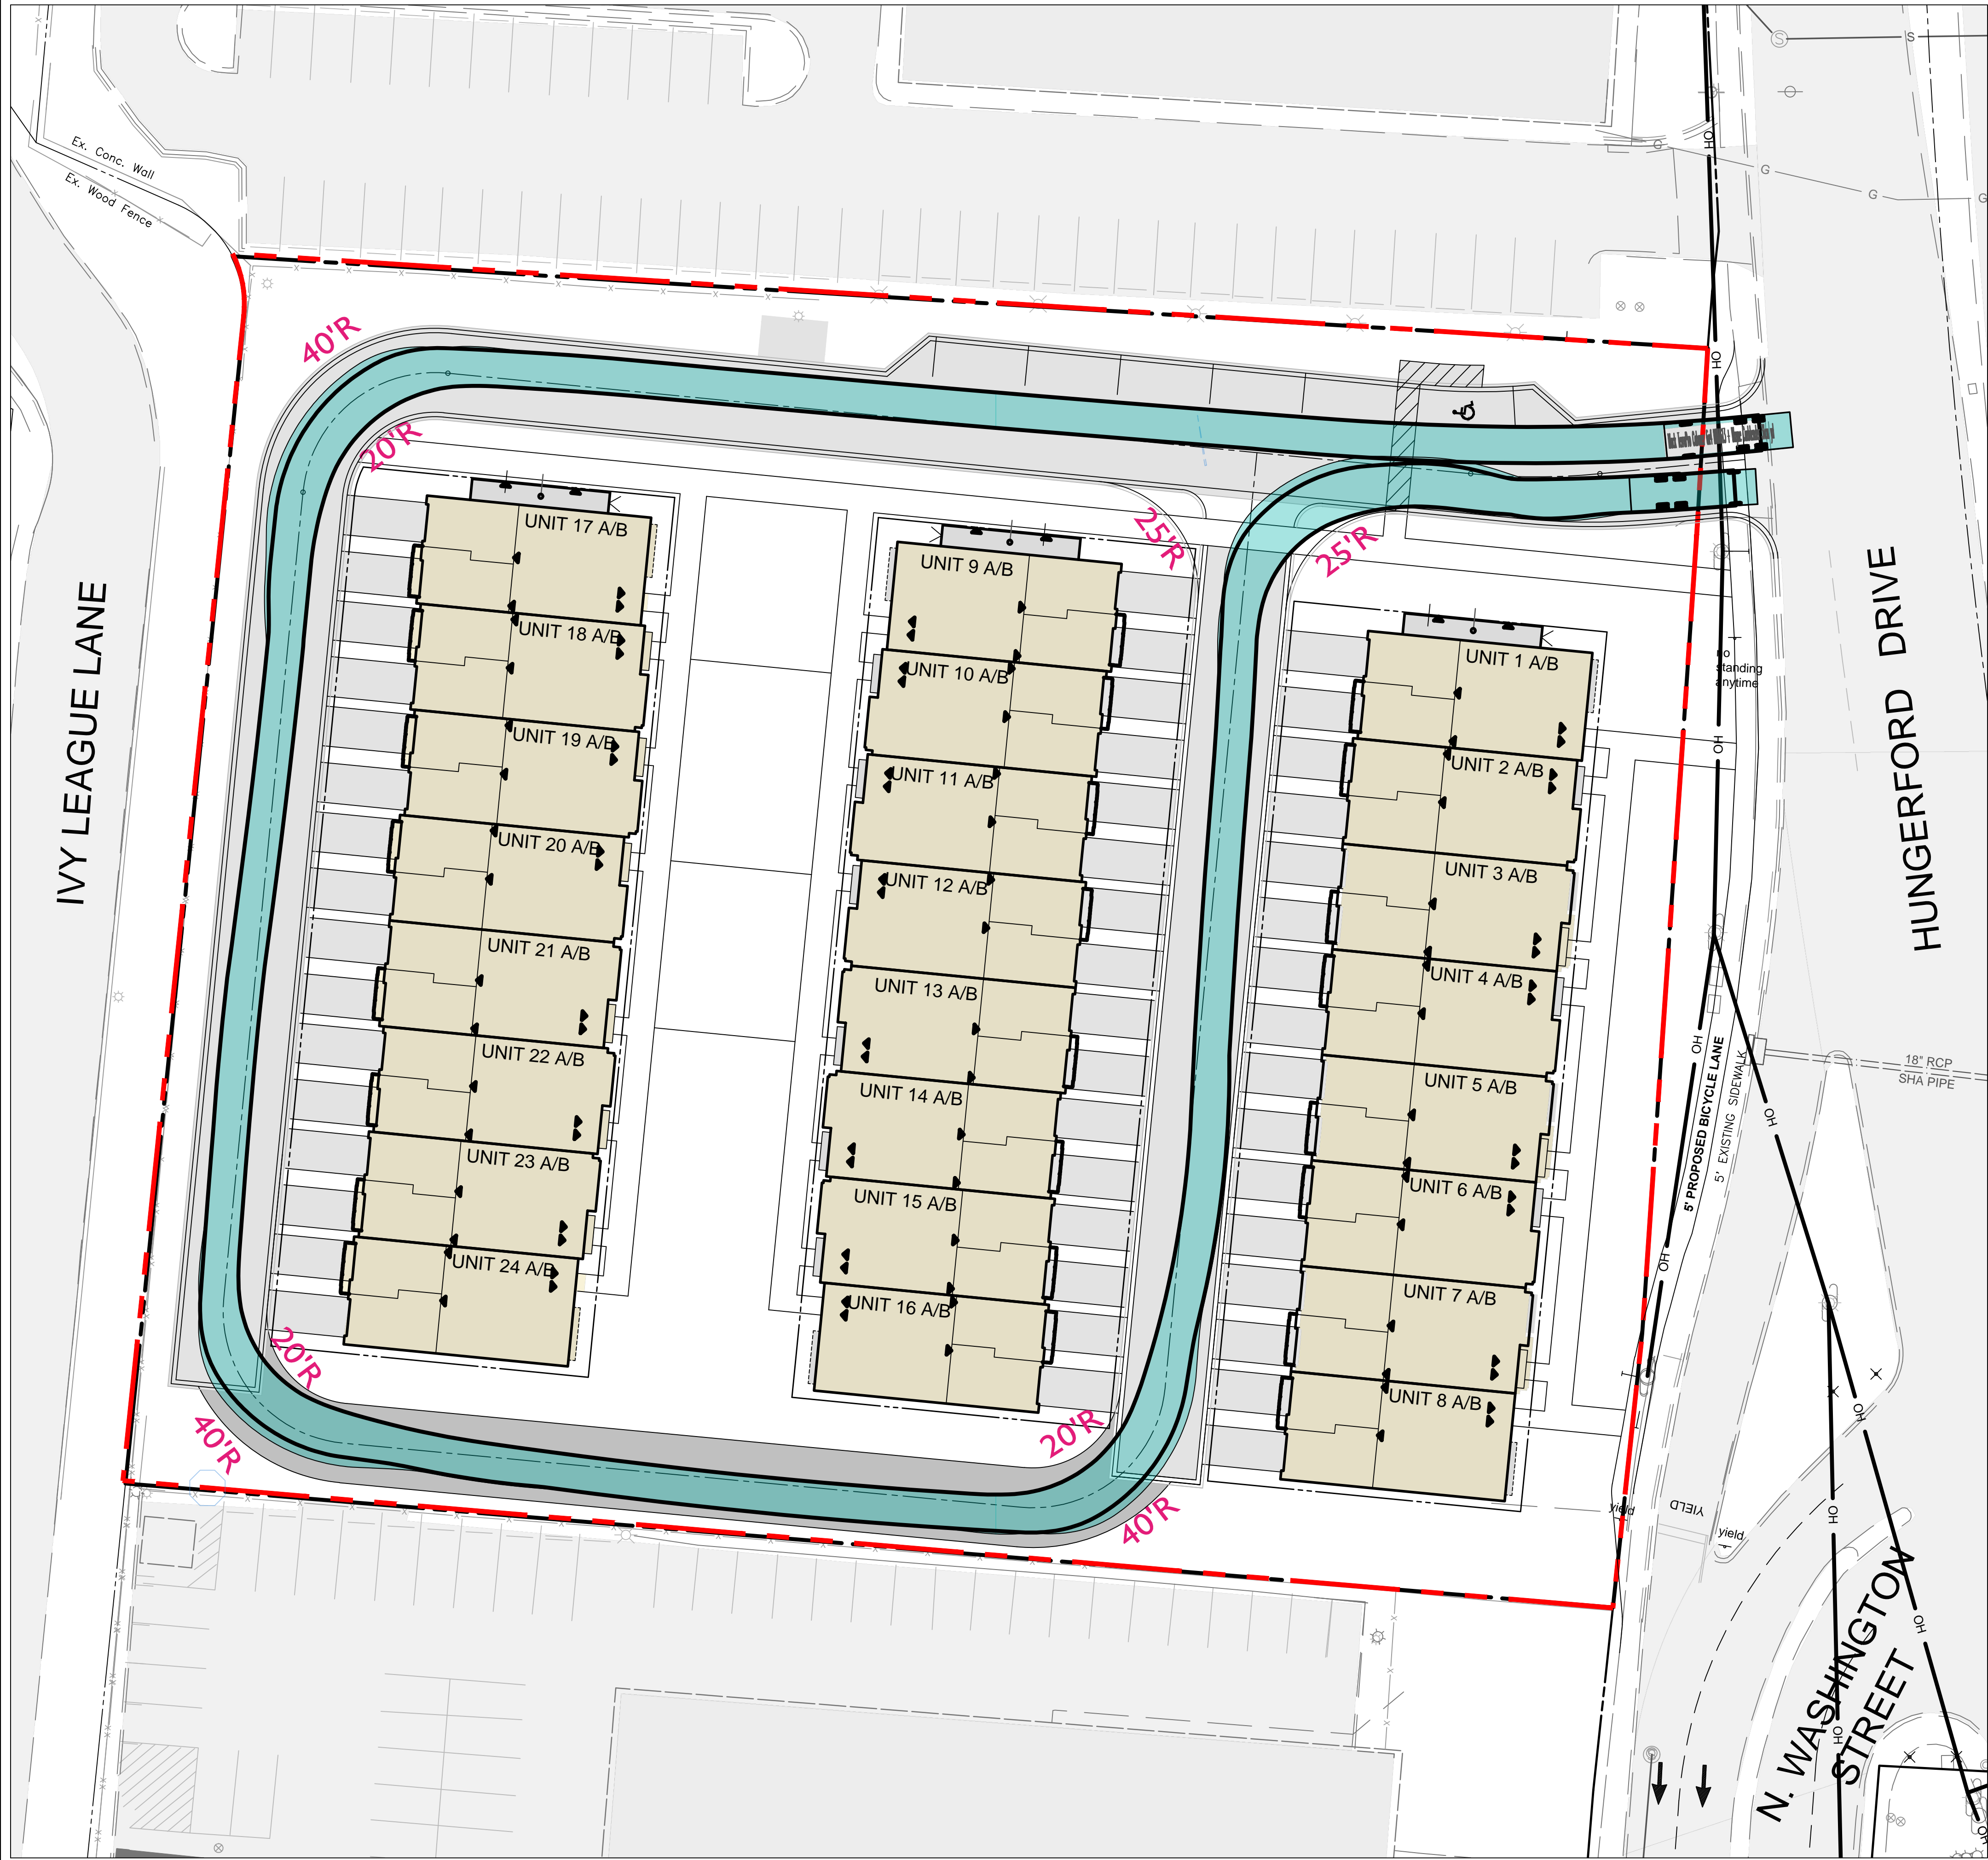 S
S
OH
G
G
G
G
Ex. Conc. Wall
Ex. Wood Fence
40'R
OH
20'R
25'R
25'R
UNIT 17 A/B
UNIT 18 A/B
UNIT 19 A/B
UNIT 20 A/B
UNIT 21 A/B
UNIT 22 A/B
UNIT 23 A/B
UNIT 24 A/B
UNIT 9 A/B
UNIT 10 A/B
UNIT 11 A/B
UNIT 12 A/B
UNIT 13 A/B
UNIT 14 A/B
UNIT 15 A/B
UNIT 16 A/B
UNIT 1 A/B
UNIT 2 A/B
UNIT 3 A/B
UNIT 4 A/B
UNIT 5 A/B
UNIT 6 A/B
UNIT 7 A/B
UNIT 8 A/B
IVY LEAGUE LANE
HUNGERFORD DRIVE
no
standing
anytime
OH
OH
5' PROPOSED BICYCLE LANE
5' EXISTING SIDEWALK
18" RCP
SHA PIPE
OH
OH
20'R
40'R
20'R
40'R
OH
yield
YIELD
yield
OH
OH
OH
OH
N. WASHINGTON
STREET